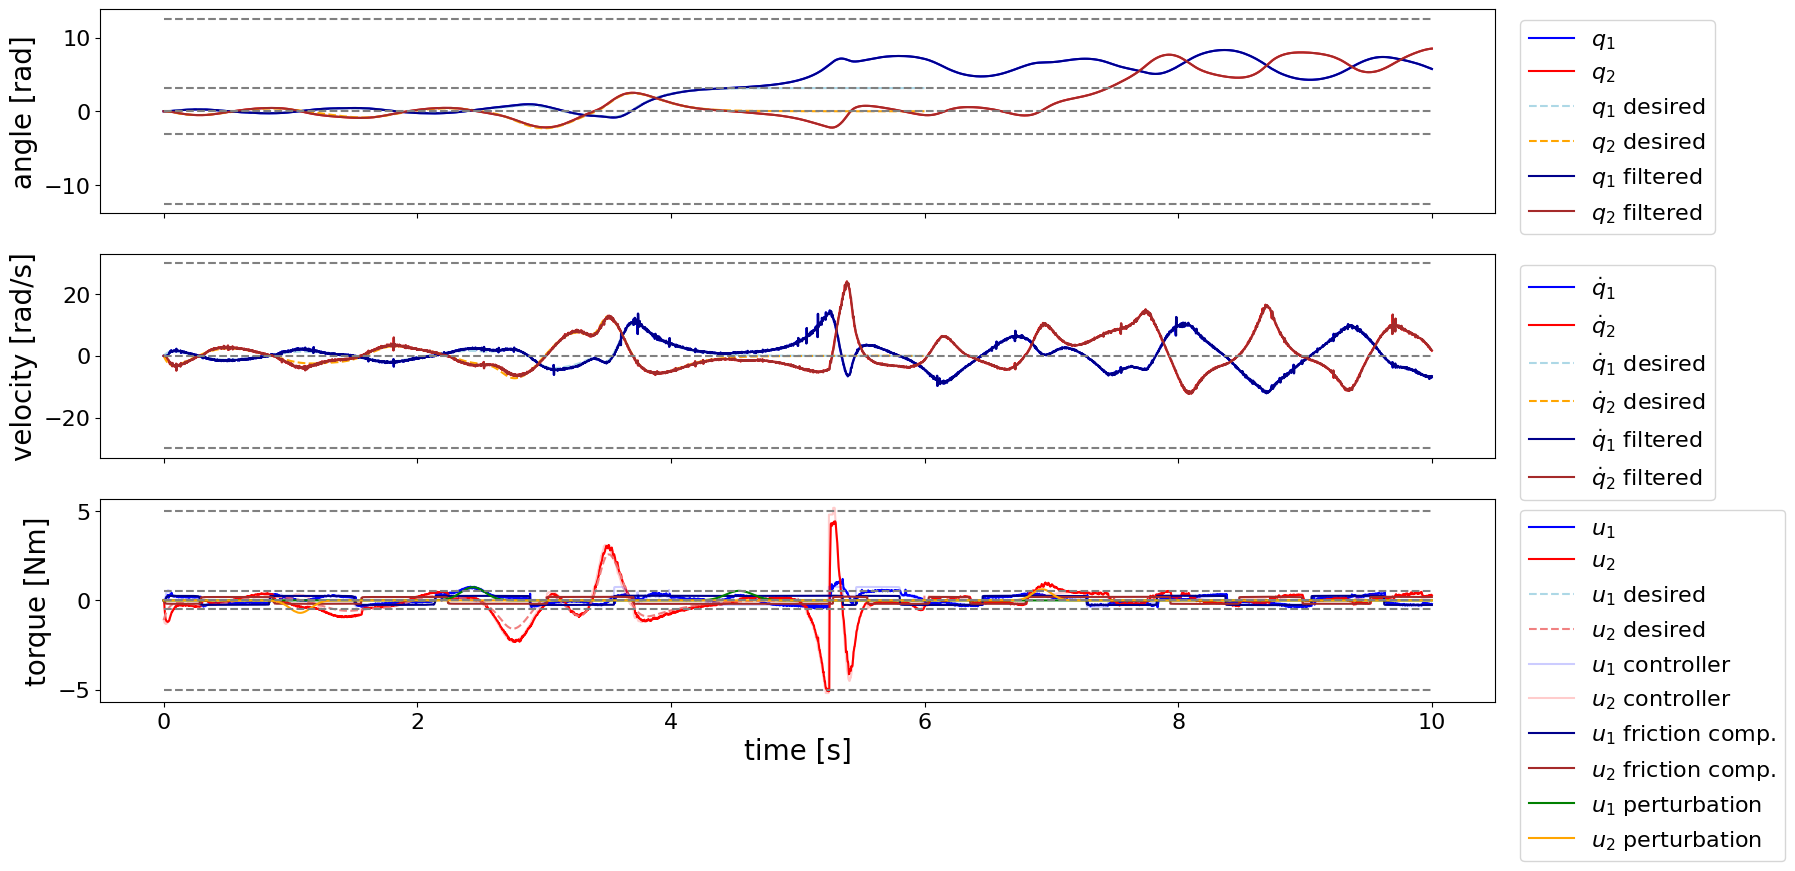 angle [rad]
10
0
−10
q₁
q₂
q₁ desired
q₂ desired
q₁ filtered
q₂ filtered
velocity [rad/s]
20
0
−20
q̇₁
q̇₂
q̇₁ desired
q̇₂ desired
q̇₁ filtered
q̇₂ filtered
torque [Nm]
5
0
−5
0 2 4 6 8 10
time [s]
u₁
u₂
u₁ desired
u₂ desired
u₁ controller
u₂ controller
u₁ friction comp.
u₂ friction comp.
u₁ perturbation
u₂ perturbation